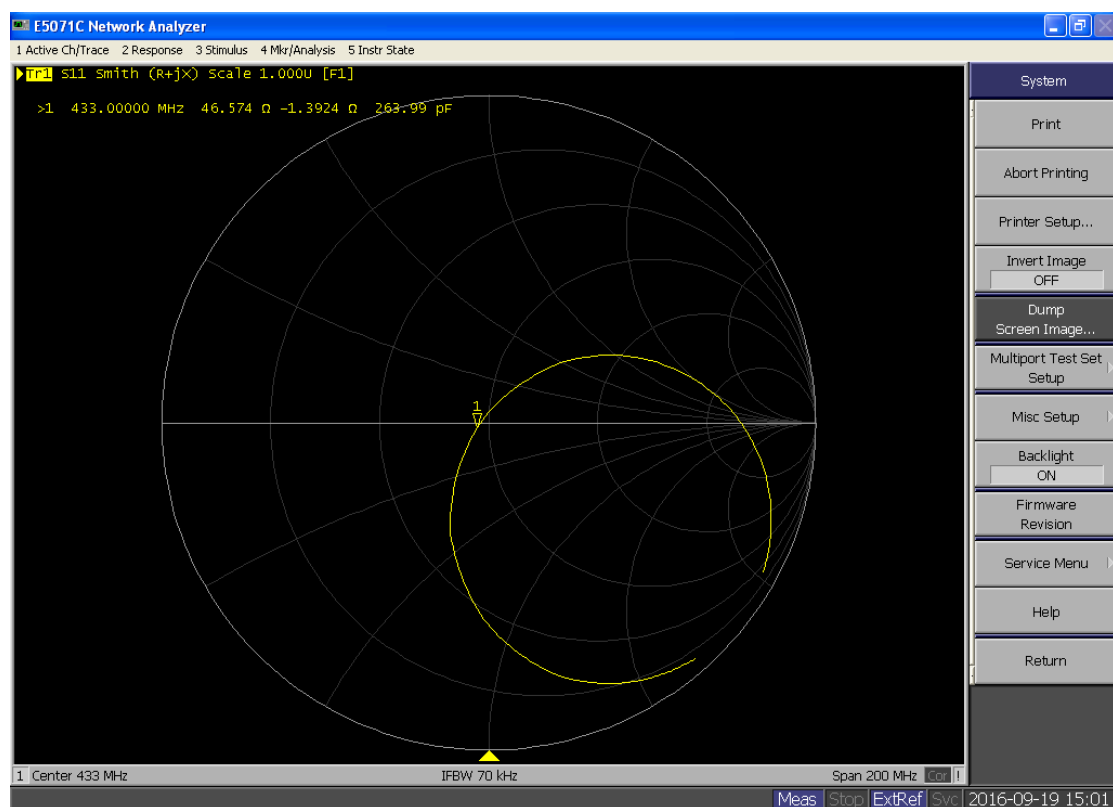 E5071C Network Analyzer
1 Active Ch/Trace 2 Response 3 Stimulus 4 Mkr/Analysis 5 Instr State
Tr1 S11 Smith (R+jX) Scale 1.000U [F1]
>1 433.00000 MHz 46.574 Ω -1.3924 Ω 263.99 pF
1
System
Print
Abort Printing
Printer Setup...
Invert Image
OFF
Dump
Screen Image...
Multiport Test Set
Setup
Misc Setup
Backlight
ON
Firmware
Revision
Service Menu
Help
Return
1 Center 433 MHz IFBW 70 kHz Span 200 MHz Cor !
Meas Stop ExtRef Svc 2016-09-19 15:01